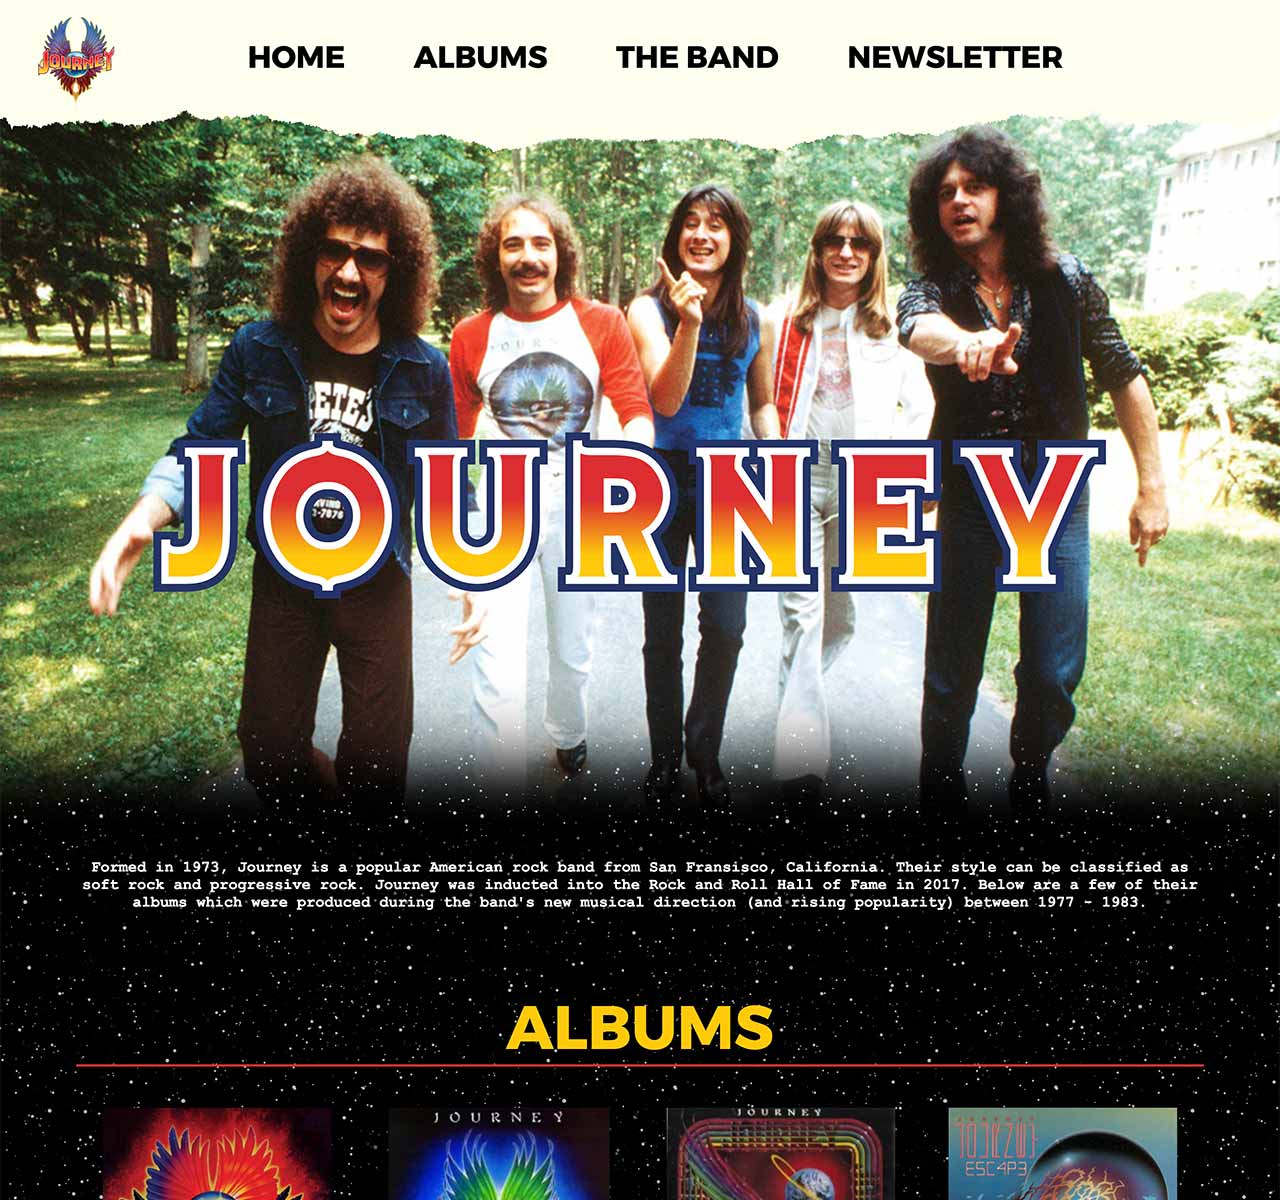 JOURNEY
HOME ALBUMS THE BAND NEWSLETTER
JOURN
PETE'S
JOURNEY
Formed in 1973, Journey is a popular American rock band from San Fransisco, California. Their style can be classified as
soft rock and progressive rock. Journey was inducted into the Rock and Roll Hall of Fame in 2017. Below are a few of their
albums which were produced during the band's new musical direction (and rising popularity) between 1977 - 1983.
ALBUMS
JOURNEY
JOURNEY
ESC4P3